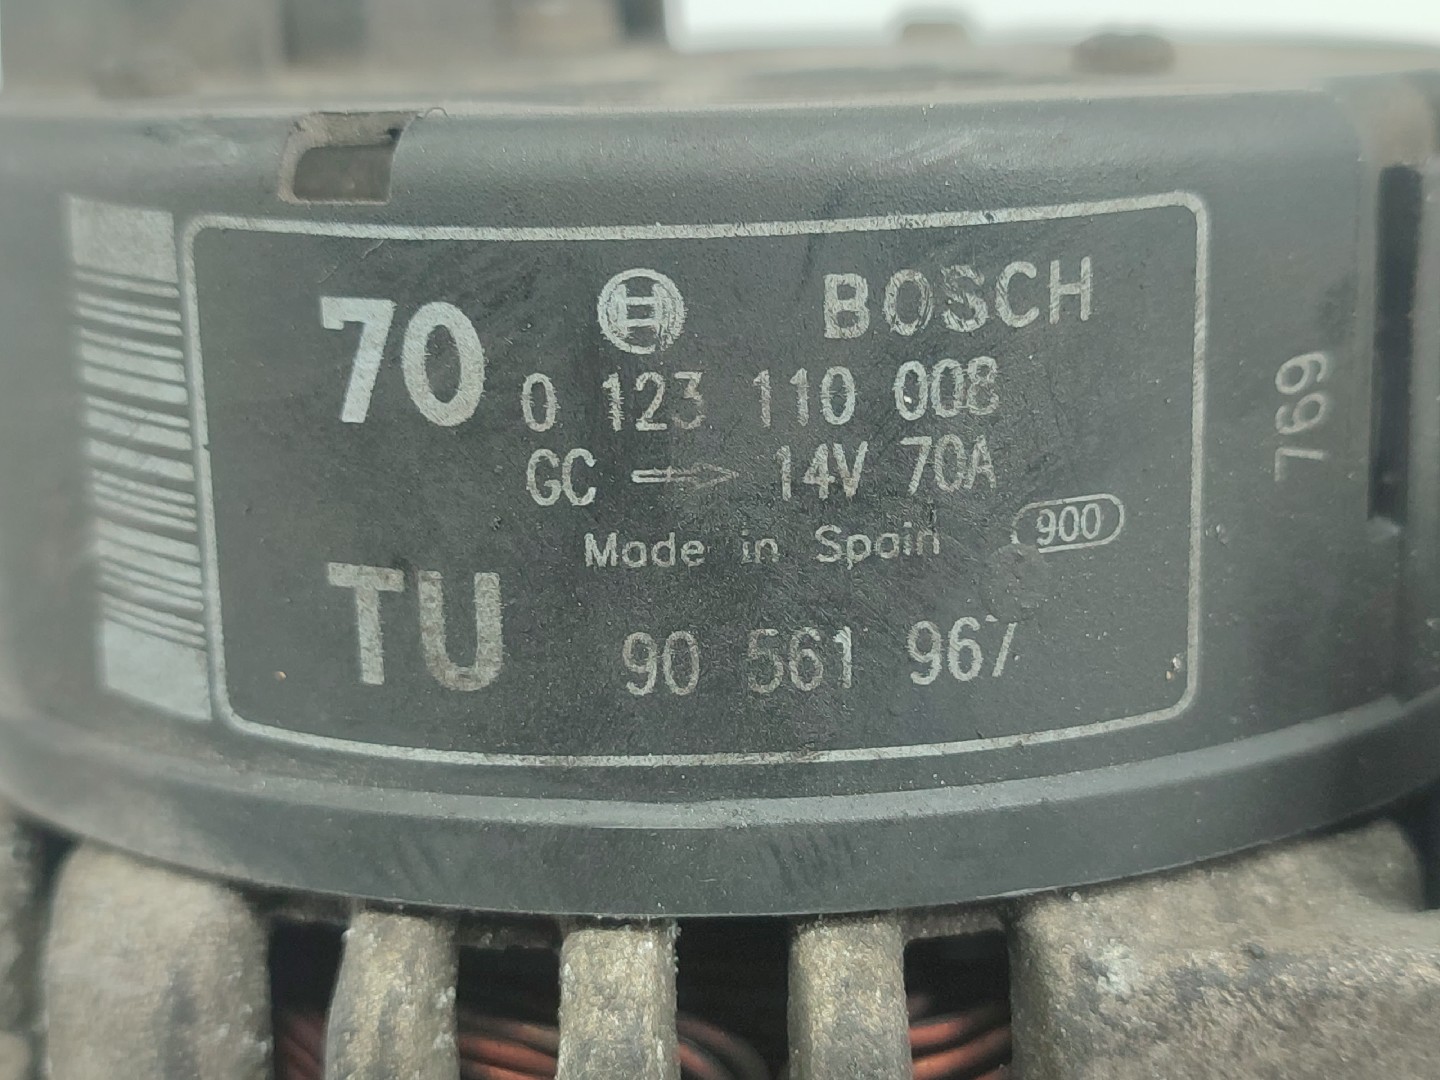 70 BOSCH
0 123 110 008
GC 14V 70A
Made in Spain 900
TU 90 561 967
769